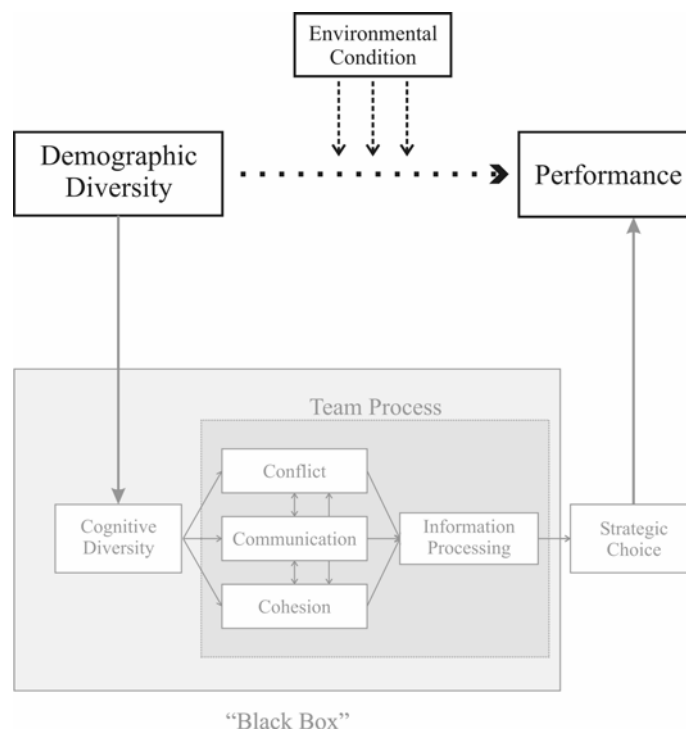 Environmental
Condition
Demographic
Diversity
Performance
Team Process
Conflict
Cognitive
Diversity
Communication
Information
Processing
Strategic
Choice
Cohesion
“Black Box”